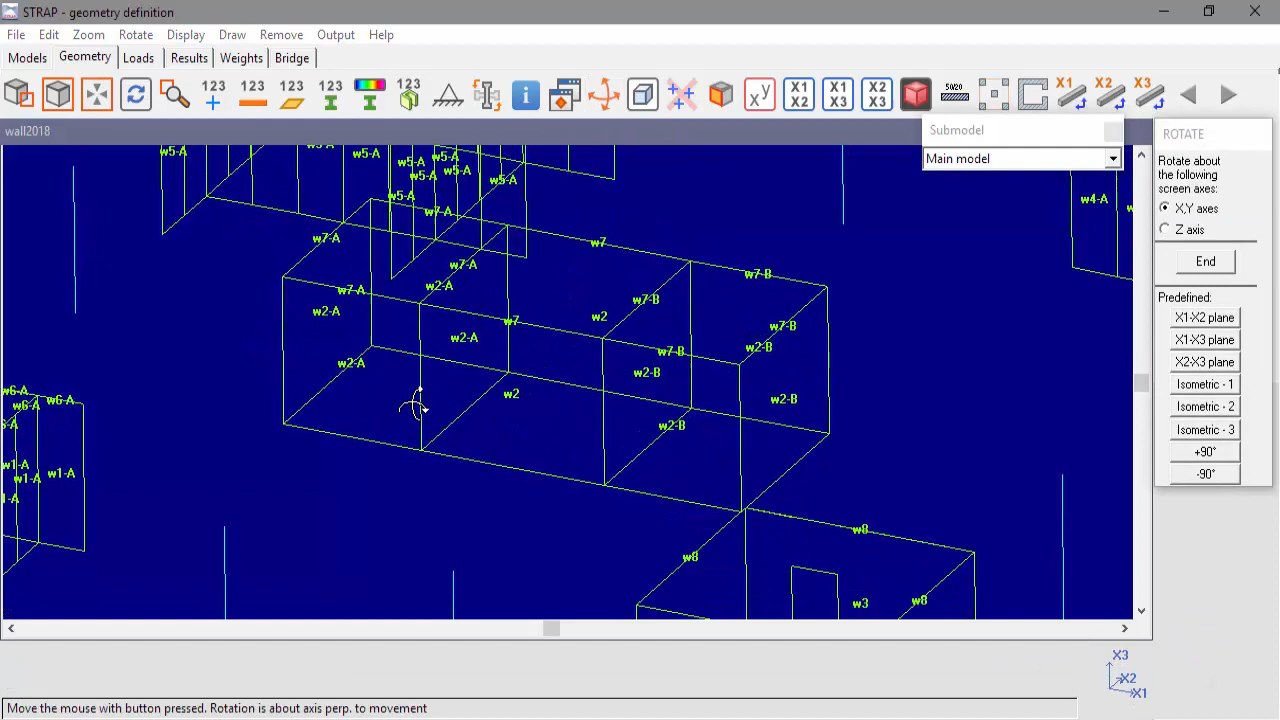 STRAP - geometry definition
File Edit Zoom Rotate Display Draw Remove Output Help
Models Geometry Loads Results Weights Bridge
123 123 123 123 123 i xy X1 X2 X1 X3 X2 X3 50/20 X1 X2 X3
wall2018
Submodel
Main model
ROTATE
Rotate about
the following
screen axes:
X,Y axes
Z axis
End
Predefined:
X1-X2 plane
X1-X3 plane
X2-X3 plane
Isometric - 1
Isometric - 2
Isometric - 3
+90°
-90°
w5-A w5-A w5-A w5-A
w5-A w5-A
w5-A w5-A
w5-A
w4-A
w7-A
w7-A w7
w7-A w7-B
w2-A
w7-A w7-B
w2-A w2 w7 w7-B
w2-A w2-B
w7-B
w2-A w2-B
w6-A w2 w2-B
w6-A w6-A
w2-B
w1-A w1-A
w1-A
w8
w8
w3 w8
X3
X2
X1
Move the mouse with button pressed. Rotation is about axis perp. to movement